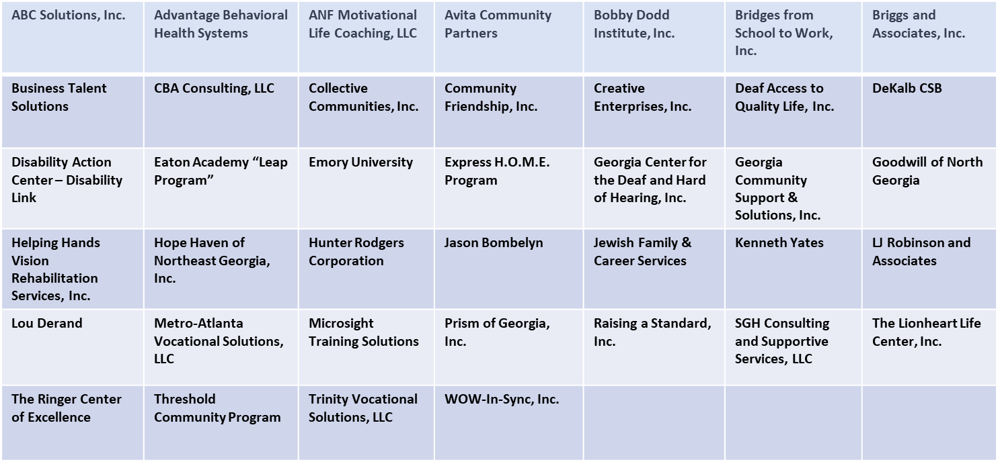 ABC Solutions, Inc.
Advantage Behavioral
Health Systems
ANF Motivational
Life Coaching, LLC
Avita Community
Partners
Bobby Dodd
Institute, Inc.
Bridges from
School to Work,
Inc.
Briggs and
Associates, Inc.
Business Talent
Solutions
CBA Consulting, LLC
Collective
Communities, Inc.
Community
Friendship, Inc.
Creative
Enterprises, Inc.
Deaf Access to
Quality Life, Inc.
DeKalb CSB
Disability Action
Center – Disability
Link
Eaton Academy “Leap
Program”
Emory University
Express H.O.M.E.
Program
Georgia Center for
the Deaf and Hard
of Hearing, Inc.
Georgia
Community
Support &
Solutions, Inc.
Goodwill of North
Georgia
Helping Hands
Vision
Rehabilitation
Services, Inc.
Hope Haven of
Northeast Georgia,
Inc.
Hunter Rodgers
Corporation
Jason Bombelyn
Jewish Family &
Career Services
Kenneth Yates
LJ Robinson and
Associates
Lou Derand
Metro-Atlanta
Vocational Solutions,
LLC
Microsight
Training Solutions
Prism of Georgia,
Inc.
Raising a Standard,
Inc.
SGH Consulting
and Supportive
Services, LLC
The Lionheart Life
Center, Inc.
The Ringer Center
of Excellence
Threshold
Community Program
Trinity Vocational
Solutions, LLC
WOW-In-Sync, Inc.